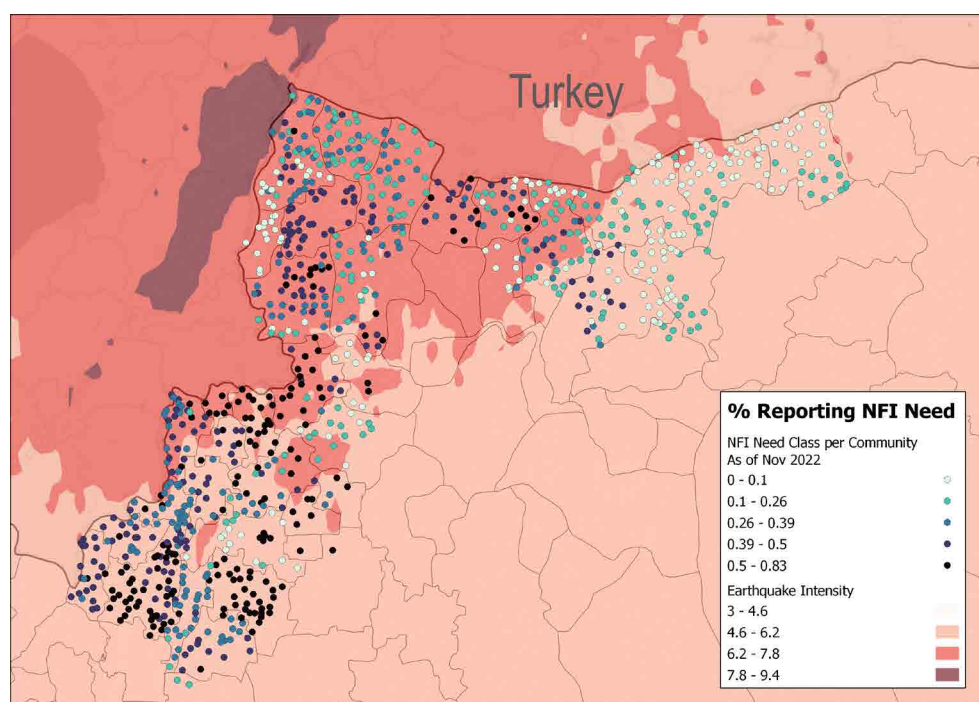 Turkey
% Reporting NFI Need
NFI Need Class per Community
As of Nov 2022
0 - 0.1
0.1 - 0.26
0.26 - 0.39
0.39 - 0.5
0.5 - 0.83
Earthquake Intensity
3 - 4.6
4.6 - 6.2
6.2 - 7.8
7.8 - 9.4